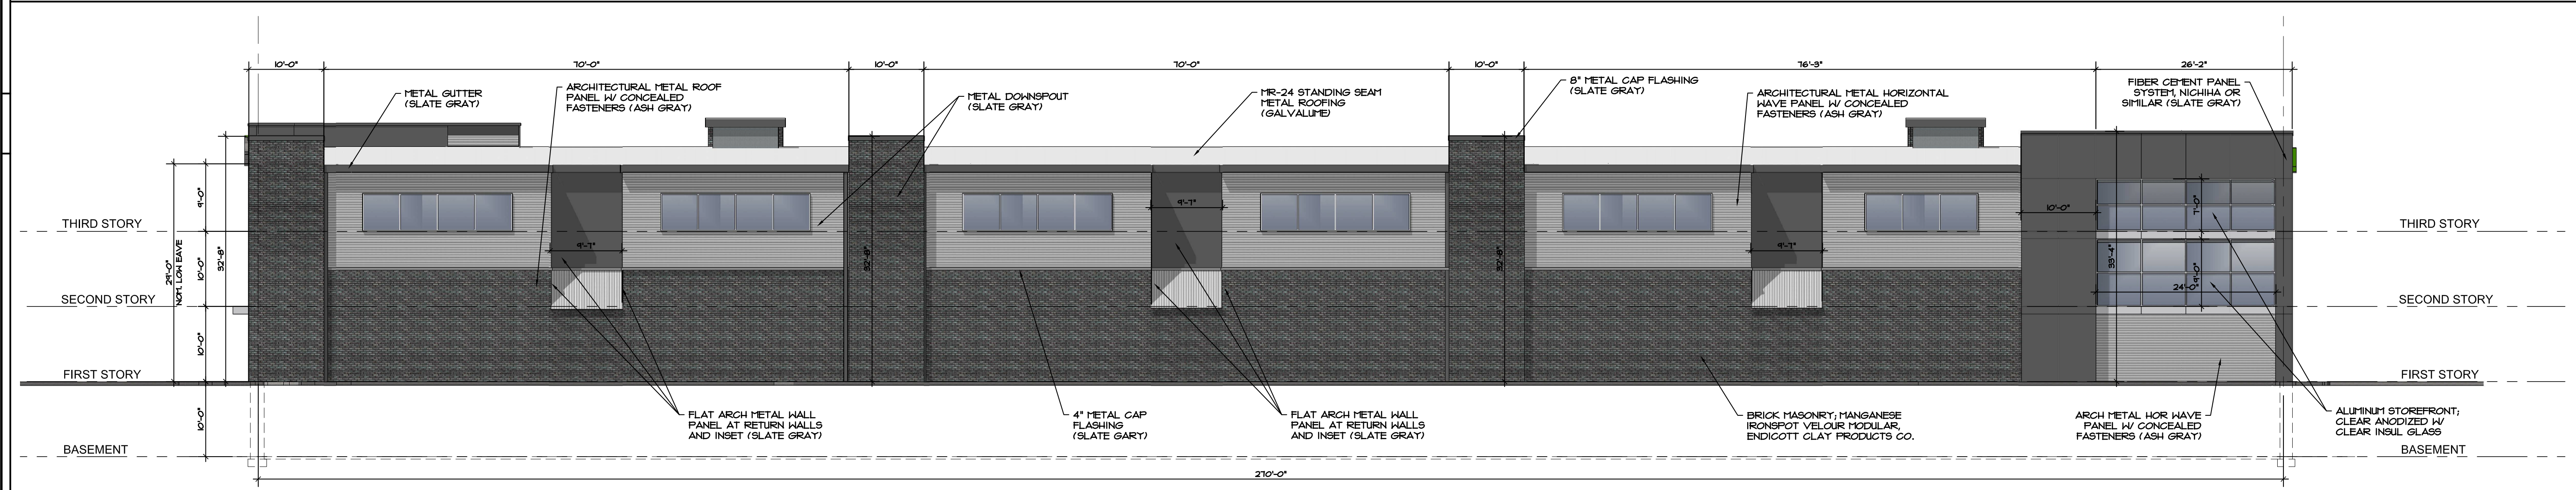 10'-0"
70'-0"
10'-0"
70'-0"
10'-0"
76'-3"
26'-2"
METAL GUTTER
(SLATE GRAY)
ARCHITECTURAL METAL ROOF
PANEL W/ CONCEALED
FASTENERS (ASH GRAY)
METAL DOWNSPOUT
(SLATE GRAY)
MR-24 STANDING SEAM
METAL ROOFING
(GALVALUME)
8" METAL CAP FLASHING
(SLATE GRAY)
ARCHITECTURAL METAL HORIZONTAL
WAVE PANEL W/ CONCEALED
FASTENERS (ASH GRAY)
FIBER CEMENT PANEL
SYSTEM, NICHIHA OR
SIMILAR (SLATE GRAY)
THIRD STORY
SECOND STORY
FIRST STORY
BASEMENT
29'-0"
NOM. LOW EAVE
9'-0"
10'-0"
10'-0"
10'-0"
32'-8"
9'-7"
32'-8"
9'-7"
32'-8"
9'-7"
10'-0"
33'-4"
7'-0"
9'-0"
24'-0"
THIRD STORY
SECOND STORY
FIRST STORY
BASEMENT
FLAT ARCH METAL WALL
PANEL AT RETURN WALLS
AND INSET (SLATE GRAY)
4" METAL CAP
FLASHING
(SLATE GARY)
FLAT ARCH METAL WALL
PANEL AT RETURN WALLS
AND INSET (SLATE GRAY)
BRICK MASONRY; MANGANESE
IRONSPOT VELOUR MODULAR,
ENDICOTT CLAY PRODUCTS CO.
ARCH METAL HOR WAVE
PANEL W/ CONCEALED
FASTENERS (ASH GRAY)
ALUMINUM STOREFRONT;
CLEAR ANODIZED W/
CLEAR INSUL GLASS
270'-0"